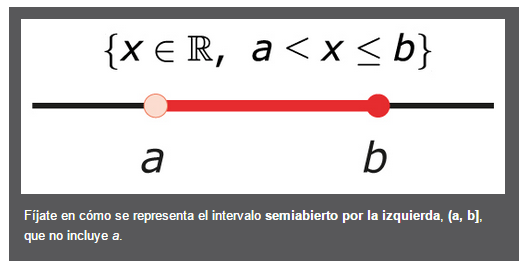 {x ∈ ℝ, a < x ≤ b}
a b
Fíjate en cómo se representa el intervalo semiabierto por la izquierda, (a, b],
que no incluye a.